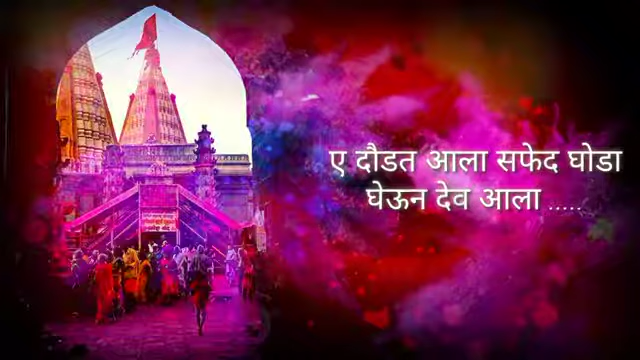 ए दौडत आला सफेद घोडा
घेऊन देव आला .....